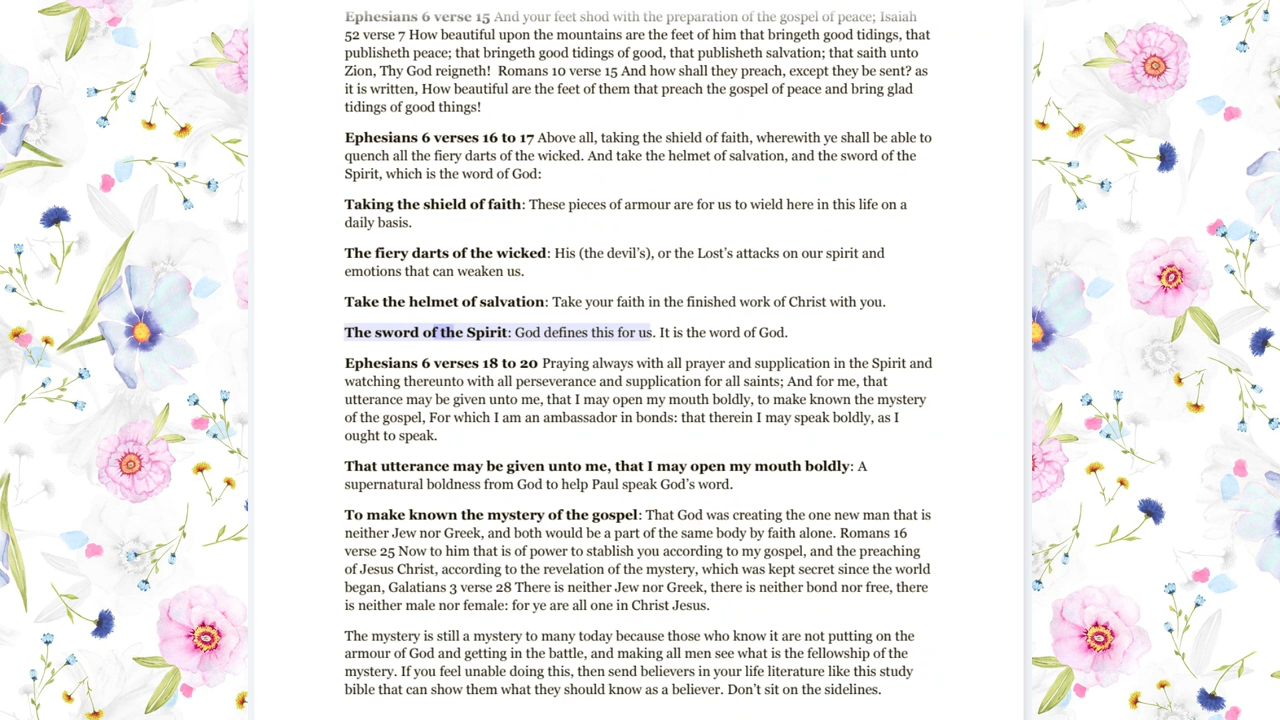 Ephesians 6 verse 15 And your feet shod with the preparation of the gospel of peace; Isaiah
52 verse 7 How beautiful upon the mountains are the feet of him that bringeth good tidings, that
publisheth peace; that bringeth good tidings of good, that publisheth salvation; that saith unto
Zion, Thy God reigneth!  Romans 10 verse 15 And how shall they preach, except they be sent? as
it is written, How beautiful are the feet of them that preach the gospel of peace and bring glad
tidings of good things!
Ephesians 6 verses 16 to 17 Above all, taking the shield of faith, wherewith ye shall be able to
quench all the fiery darts of the wicked. And take the helmet of salvation, and the sword of the
Spirit, which is the word of God:
Taking the shield of faith: These pieces of armour are for us to wield here in this life on a
daily basis.
The fiery darts of the wicked: His (the devil’s), or the Lost’s attacks on our spirit and
emotions that can weaken us.
Take the helmet of salvation: Take your faith in the finished work of Christ with you.
The sword of the Spirit: God defines this for us. It is the word of God.
Ephesians 6 verses 18 to 20 Praying always with all prayer and supplication in the Spirit and
watching thereunto with all perseverance and supplication for all saints; And for me, that
utterance may be given unto me, that I may open my mouth boldly, to make known the mystery
of the gospel, For which I am an ambassador in bonds: that therein I may speak boldly, as I
ought to speak.
That utterance may be given unto me, that I may open my mouth boldly: A
supernatural boldness from God to help Paul speak God’s word.
To make known the mystery of the gospel: That God was creating the one new man that is
neither Jew nor Greek, and both would be a part of the same body by faith alone. Romans 16
verse 25 Now to him that is of power to stablish you according to my gospel, and the preaching
of Jesus Christ, according to the revelation of the mystery, which was kept secret since the world
began, Galatians 3 verse 28 There is neither Jew nor Greek, there is neither bond nor free, there
is neither male nor female: for ye are all one in Christ Jesus.
The mystery is still a mystery to many today because those who know it are not putting on the
armour of God and getting in the battle, and making all men see what is the fellowship of the
mystery. If you feel unable doing this, then send believers in your life literature like this study
bible that can show them what they should know as a believer. Don’t sit on the sidelines.